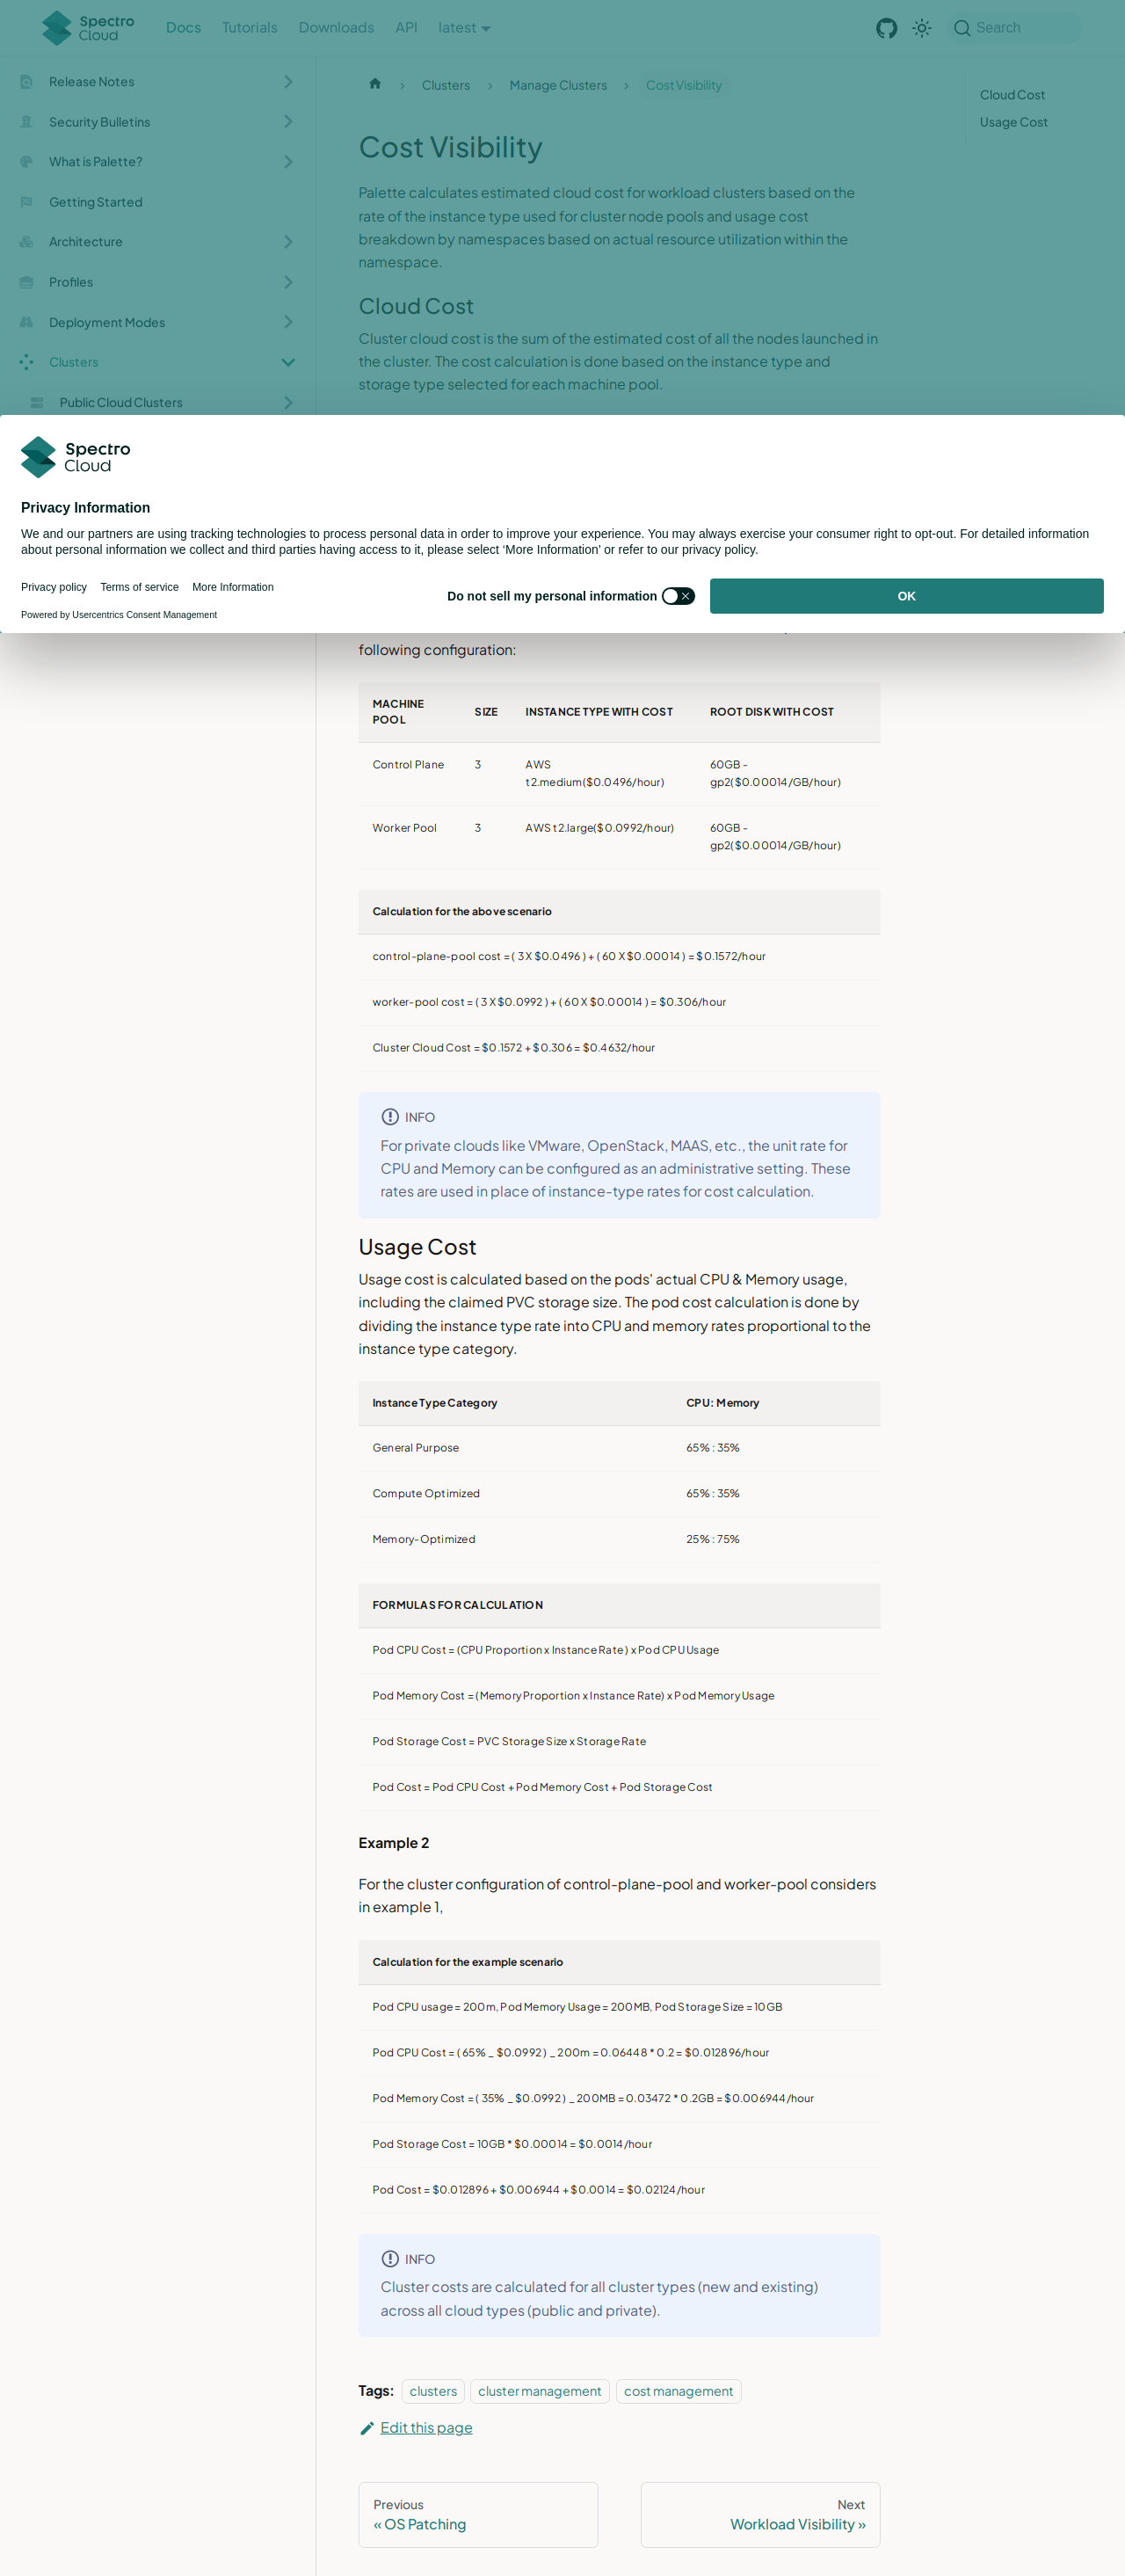 Spectro Cloud
Docs
Tutorials
Downloads
API
latest
Search
Release Notes
Security Bulletins
What is Palette?
Getting Started
Architecture
Profiles
Deployment Modes
Clusters
Public Cloud Clusters
Clusters
Manage Clusters
Cost Visibility
Cloud Cost
Usage Cost
Cost Visibility
Palette calculates estimated cloud cost for workload clusters based on the
rate of the instance type used for cluster node pools and usage cost
breakdown by namespaces based on actual resource utilization within the
namespace.
Cloud Cost
Cluster cloud cost is the sum of the estimated cost of all the nodes launched in
the cluster. The cost calculation is done based on the instance type and
storage type selected for each machine pool.
Spectro
Cloud
Privacy Information
We and our partners are using tracking technologies to process personal data in order to improve your experience. You may always exercise your consumer right to opt-out. For detailed information
about personal information we collect and third parties having access to it, please select ‘More Information’ or refer to our privacy policy.
Privacy policy
Terms of service
More Information
Powered by Usercentrics Consent Management
Do not sell my personal information
OK
following configuration:
MACHINE POOL
SIZE
INSTANCE TYPE WITH COST
ROOT DISK WITH COST
Control Plane
3
AWS t2.medium($0.0496/hour)
60GB - gp2($0.00014/GB/hour)
Worker Pool
3
AWS t2.large($0.0992/hour)
60GB - gp2($0.00014/GB/hour)
Calculation for the above scenario
control-plane-pool cost = ( 3 X $0.0496 ) + ( 60 X $0.00014 ) = $0.1572/hour
worker-pool cost = ( 3 X $0.0992 ) + ( 60 X $0.00014 ) = $0.306/hour
Cluster Cloud Cost = $0.1572 + $0.306 = $0.4632/hour
INFO
For private clouds like VMware, OpenStack, MAAS, etc., the unit rate for
CPU and Memory can be configured as an administrative setting. These
rates are used in place of instance-type rates for cost calculation.
Usage Cost
Usage cost is calculated based on the pods’ actual CPU & Memory usage,
including the claimed PVC storage size. The pod cost calculation is done by
dividing the instance type rate into CPU and memory rates proportional to the
instance type category.
Instance Type Category
CPU: Memory
General Purpose
65% : 35%
Compute Optimized
65% : 35%
Memory-Optimized
25% : 75%
FORMULAS FOR CALCULATION
Pod CPU Cost = (CPU Proportion x Instance Rate ) x Pod CPU Usage
Pod Memory Cost = (Memory Proportion x Instance Rate) x Pod Memory Usage
Pod Storage Cost = PVC Storage Size x Storage Rate
Pod Cost = Pod CPU Cost + Pod Memory Cost + Pod Storage Cost
Example 2
For the cluster configuration of control-plane-pool and worker-pool considers
in example 1,
Calculation for the example scenario
Pod CPU usage = 200m, Pod Memory Usage = 200MB, Pod Storage Size = 10GB
Pod CPU Cost = ( 65% _ $0.0992 ) _ 200m = 0.06448 * 0.2 = $0.012896/hour
Pod Memory Cost = ( 35% _ $0.0992 ) _ 200MB = 0.03472 * 0.2GB = $0.006944/hour
Pod Storage Cost = 10GB * $0.00014 = $0.0014/hour
Pod Cost = $0.012896 + $0.006944 + $0.0014 = $0.02124/hour
INFO
Cluster costs are calculated for all cluster types (new and existing)
across all cloud types (public and private).
Tags:
clusters
cluster management
cost management
Edit this page
Previous
« OS Patching
Next
Workload Visibility »